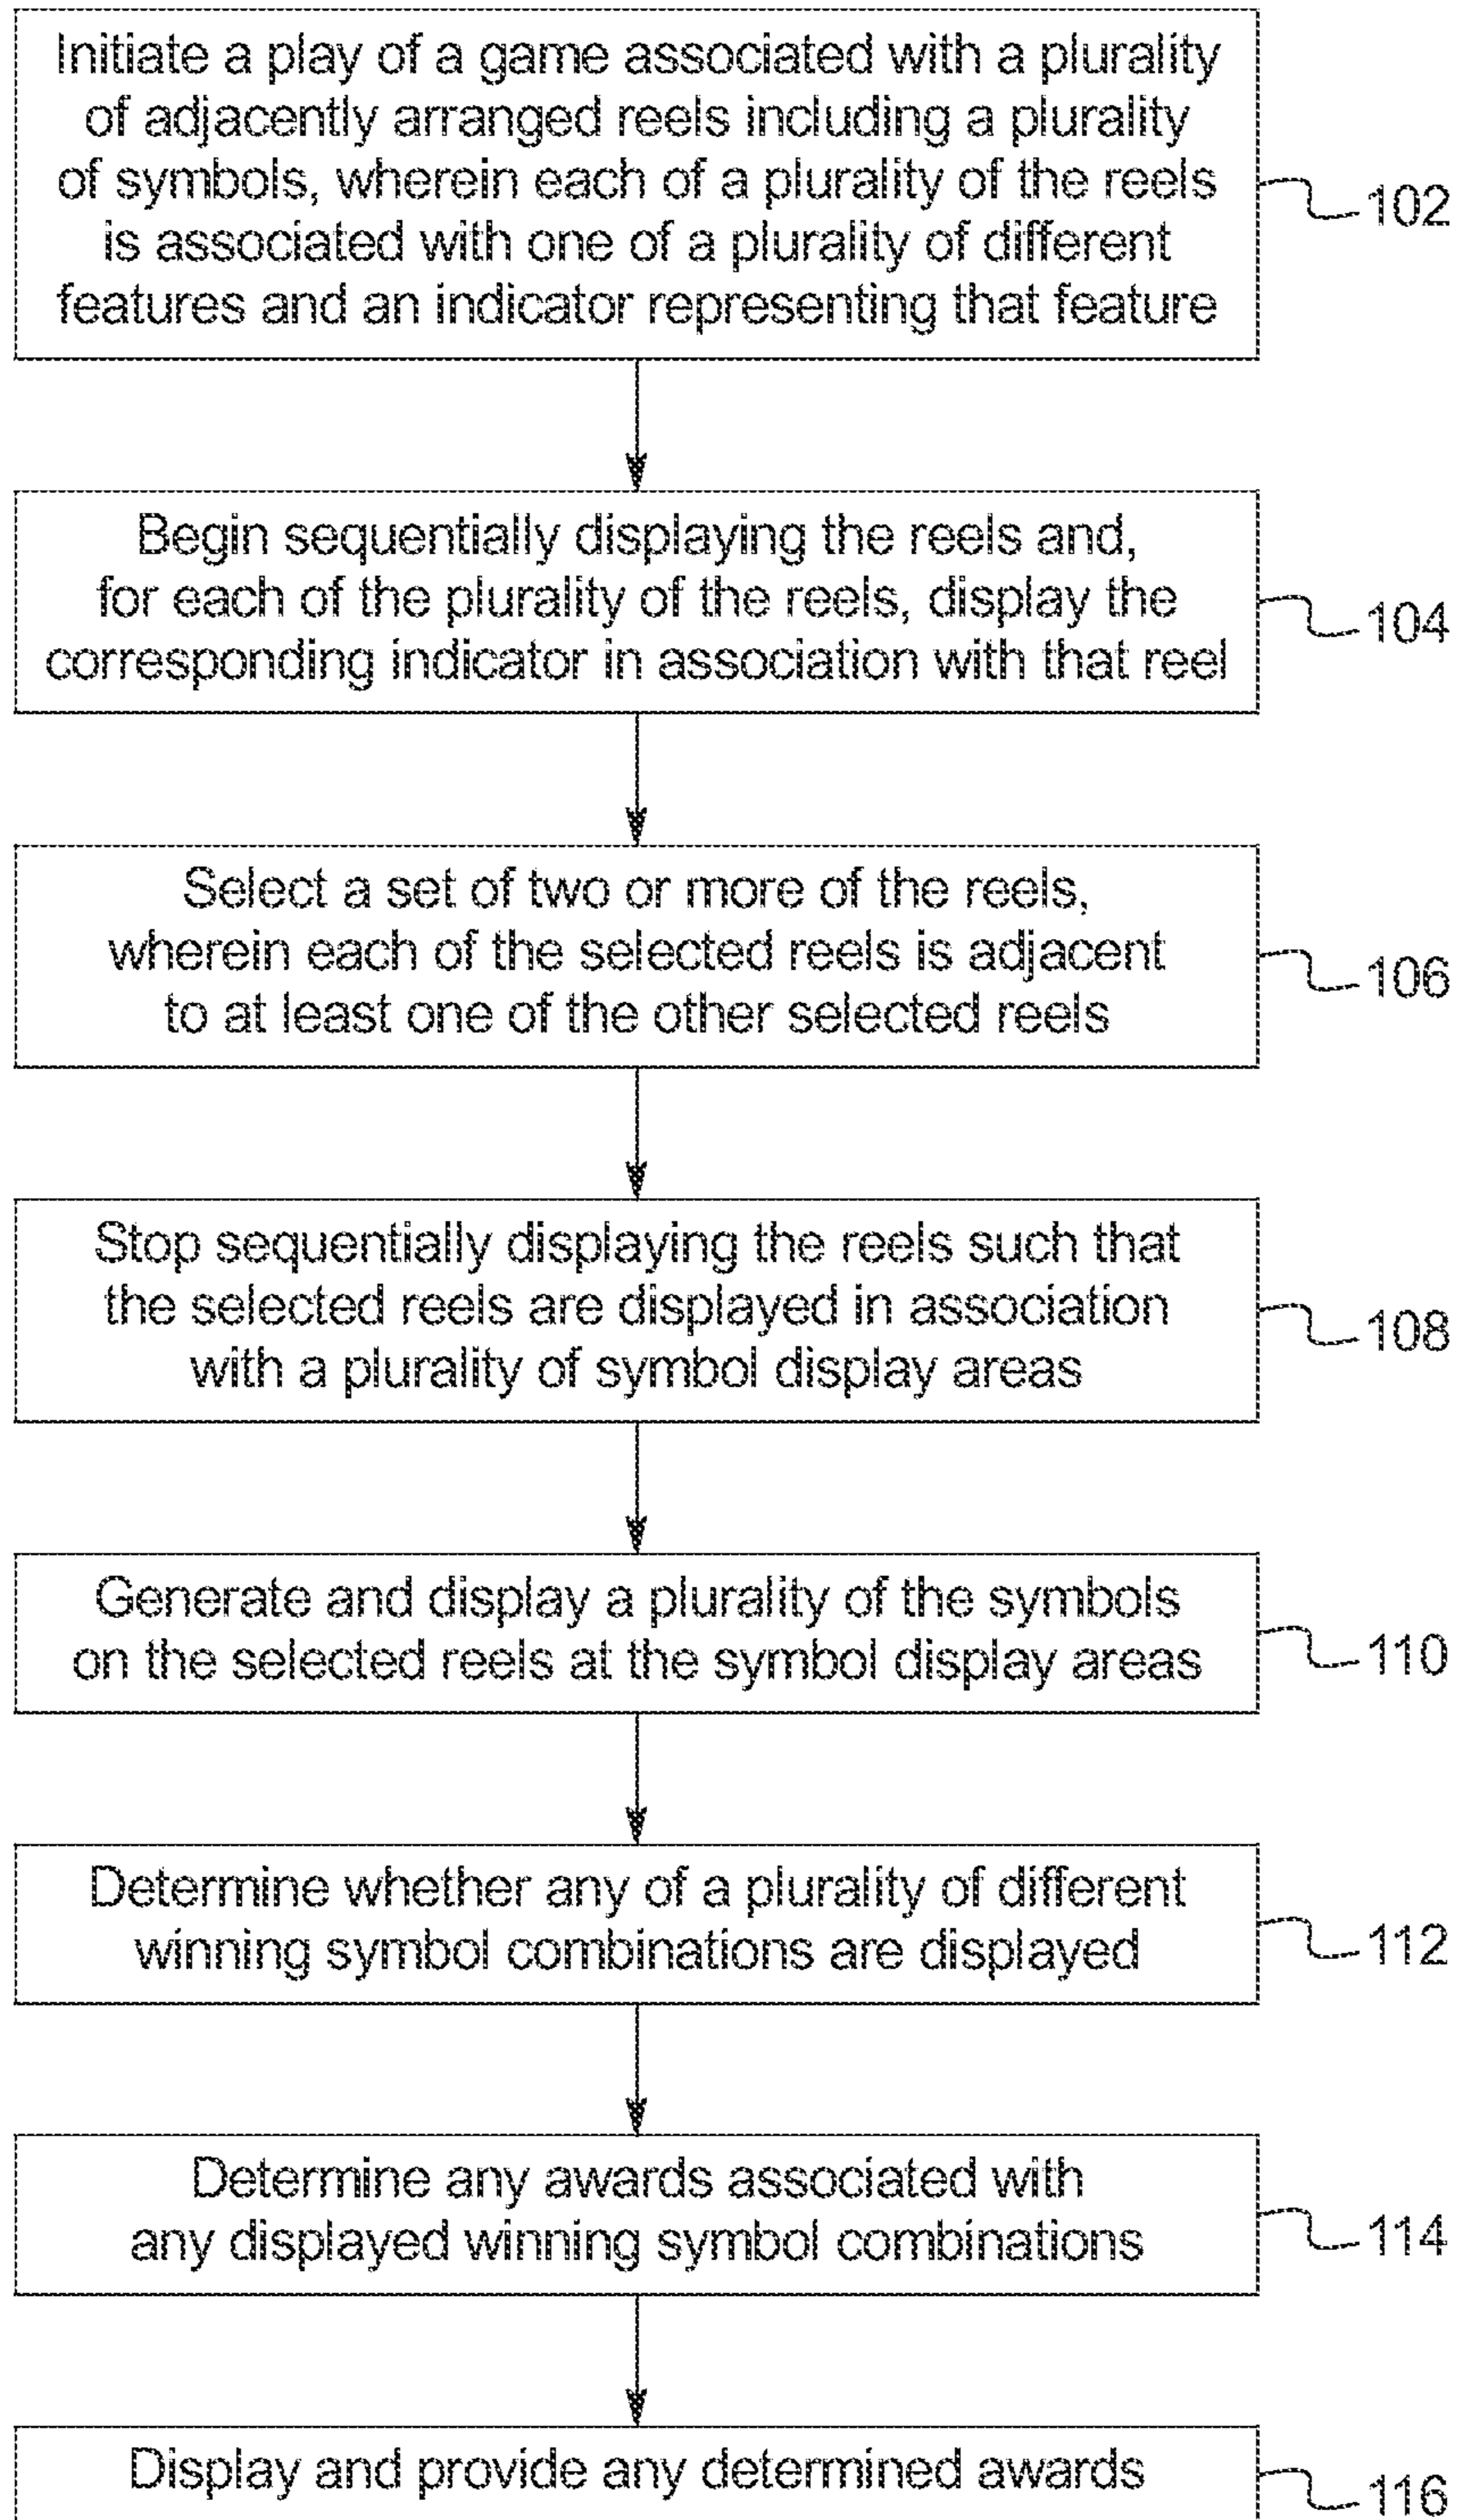 Initiate a play of a game associated with a plurality
of adjacently arranged reels including a plurality
of symbols, wherein each of a plurality of the reels
is associated with one of a plurality of different
features and an indicator representing that feature
102
Begin sequentially displaying the reels and,
for each of the plurality of the reels, display the
corresponding indicator in association with that reel
104
Select a set of two or more of the reels,
wherein each of the selected reels is adjacent
to at least one of the other selected reels
106
Stop sequentially displaying the reels such that
the selected reels are displayed in association
with a plurality of symbol display areas
108
Generate and display a plurality of the symbols
on the selected reels at the symbol display areas
110
Determine whether any of a plurality of different
winning symbol combinations are displayed
112
Determine any awards associated with
any displayed winning symbol combinations
114
Display and provide any determined awards
116